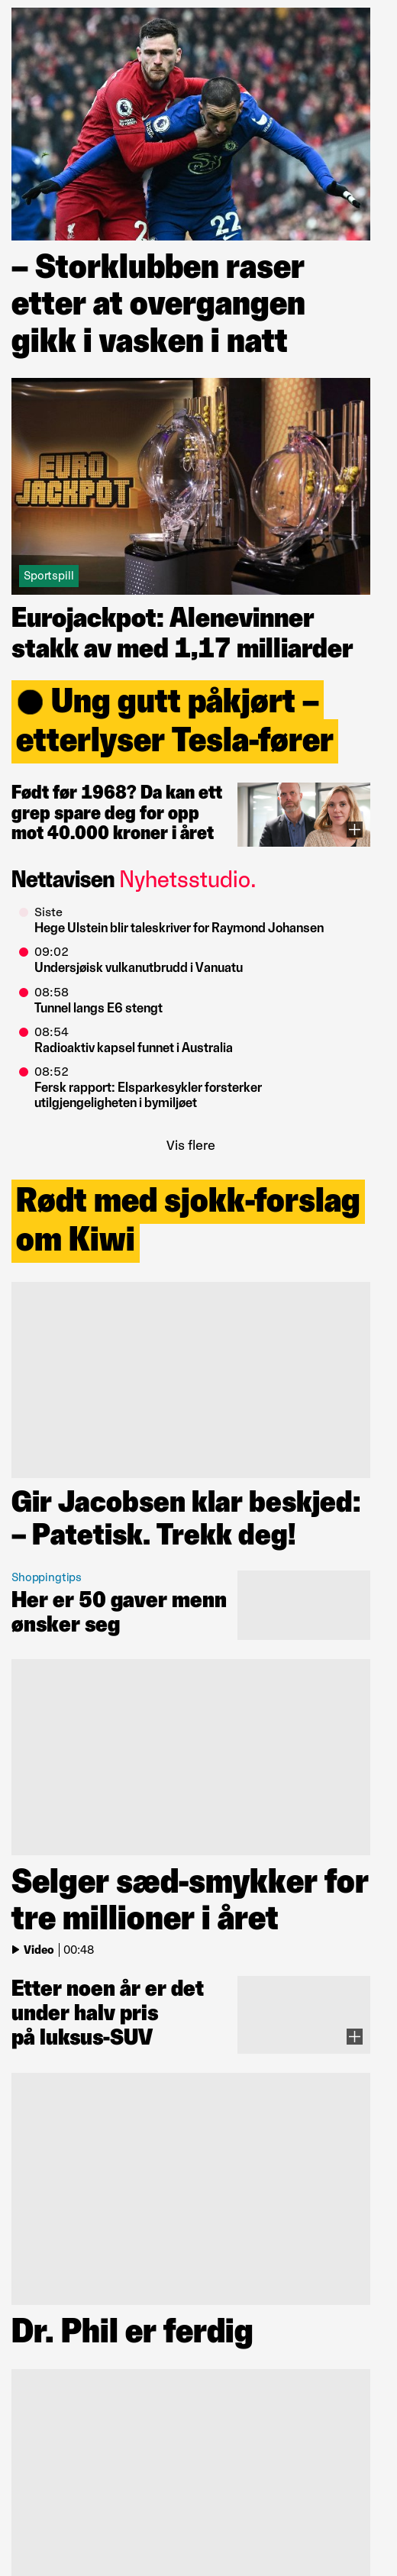 22
2
– Storklubben raser
etter at overgangen
gikk i vasken i natt
EURO
JACKPOT
Sportspill
Eurojackpot: Alenevinner
stakk av med 1,17 milliarder
Ung gutt påkjørt –
etterlyser Tesla-fører
Født før 1968? Da kan ett
grep spare deg for opp
mot 40.000 kroner i året
Nettavisen Nyhetsstudio.
Siste
Hege Ulstein blir taleskriver for Raymond Johansen
09:02
Undersjøisk vulkanutbrudd i Vanuatu
08:58
Tunnel langs E6 stengt
08:54
Radioaktiv kapsel funnet i Australia
08:52
Fersk rapport: Elsparkesykler forsterker
utilgjengeligheten i bymiljøet
Vis flere
Rødt med sjokk-forslag
om Kiwi
Gir Jacobsen klar beskjed:
– Patetisk. Trekk deg!
Shoppingtips
Her er 50 gaver menn
ønsker seg
Selger sæd-smykker for
tre millioner i året
Video | 00:48
Etter noen år er det
under halv pris
på luksus-SUV
Dr. Phil er ferdig